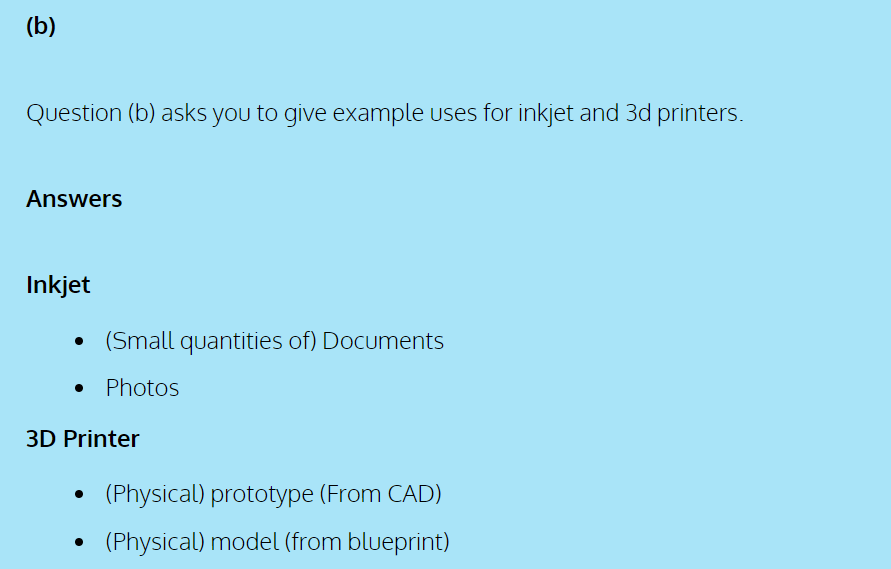 (b)
Question (b) asks you to give example uses for inkjet and 3d printers.
Answers
Inkjet
• (Small quantities of) Documents
• Photos
3D Printer
• (Physical) prototype (From CAD)
• (Physical) model (from blueprint)